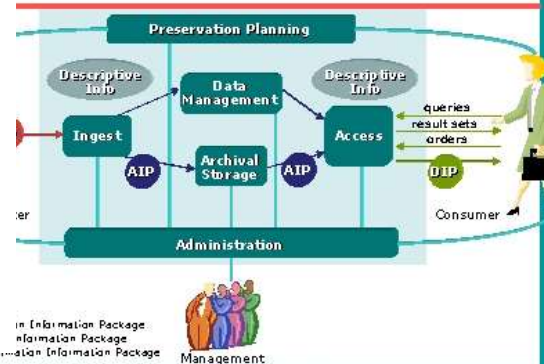 Preservation Planning
Descriptive
Info
Data
Management
Descriptive
Info
queries
result sets
orders
Ingest
Access
AIP
Archival
Storage
AIP
DIP
Consumer
Administration
Information Package
Information Package
Information Package
Management